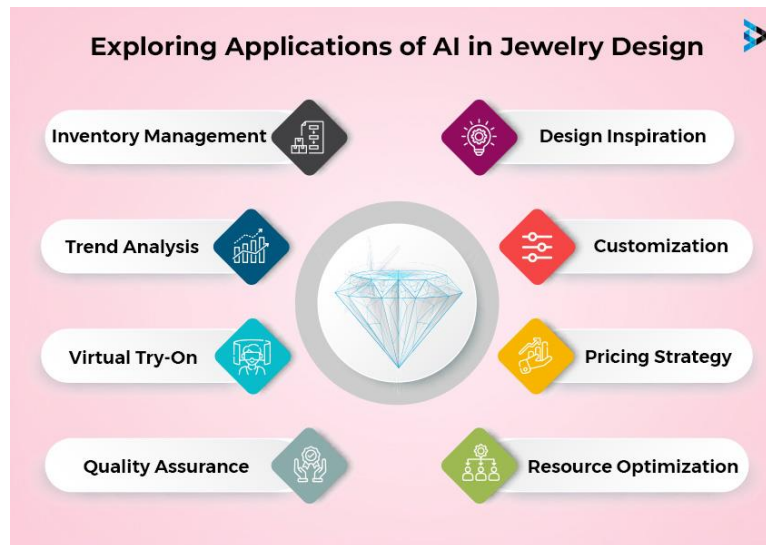 Exploring Applications of AI in Jewelry Design
Inventory Management
Design Inspiration
Trend Analysis
Customization
Virtual Try-On
Pricing Strategy
Quality Assurance
Resource Optimization